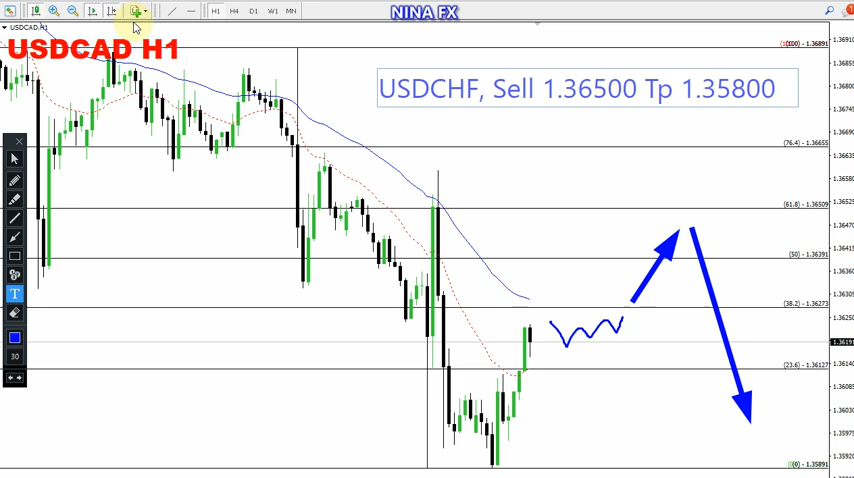 H1 H4 D1 W1 MN
NINA FX
USDCAD,H1
USDCAD H1
USDCHF, Sell 1.36500 Tp 1.35800
(100) - 1.36891
(76.4) - 1.36655
(61.8) - 1.36509
(50) - 1.36391
(38.2) - 1.36273
(23.6) - 1.36127
(0) - 1.35891
1.36910
1.36855
1.36800
1.36745
1.36690
1.36635
1.36580
1.36525
1.36470
1.36415
1.36360
1.36305
1.36250
1.36191
1.36140
1.36085
1.36030
1.35975
1.35920
T
30